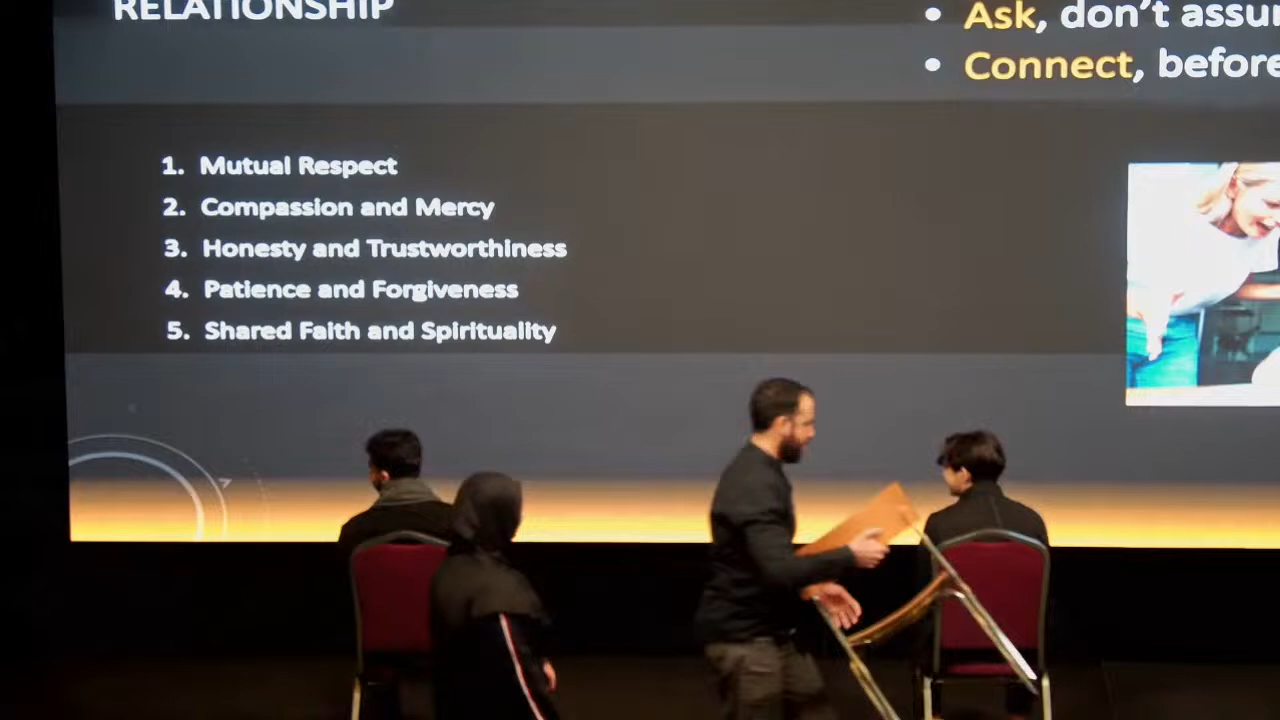 RELATIONSHIP
1. Mutual Respect
2. Compassion and Mercy
3. Honesty and Trustworthiness
4. Patience and Forgiveness
5. Shared Faith and Spirituality
• Ask, don't
• Connect, before